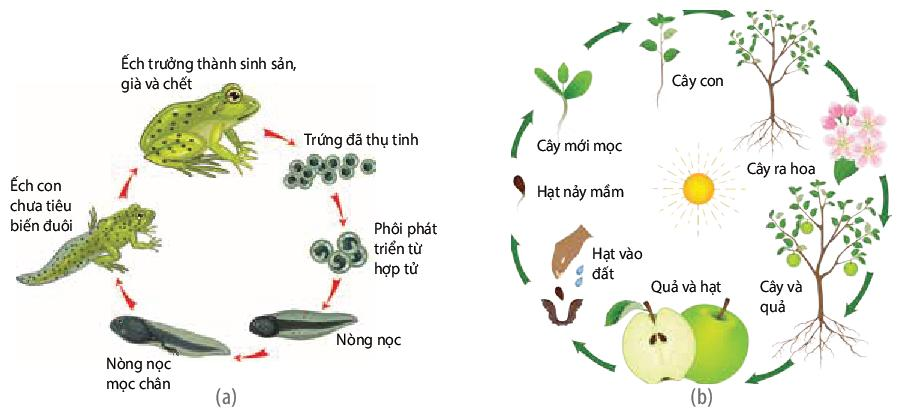 Ếch trưởng thành sinh sản,
già và chết
Trứng đã thụ tinh
Phôi phát
triển từ
hợp tử
Nòng nọc
Nòng nọc
mọc chân
Ếch con
chưa tiêu
biến đuôi
(a)
Cây con
Cây ra hoa
Cây và
quả
Quả và hạt
Hạt vào
đất
Hạt nảy mầm
Cây mới mọc
(b)